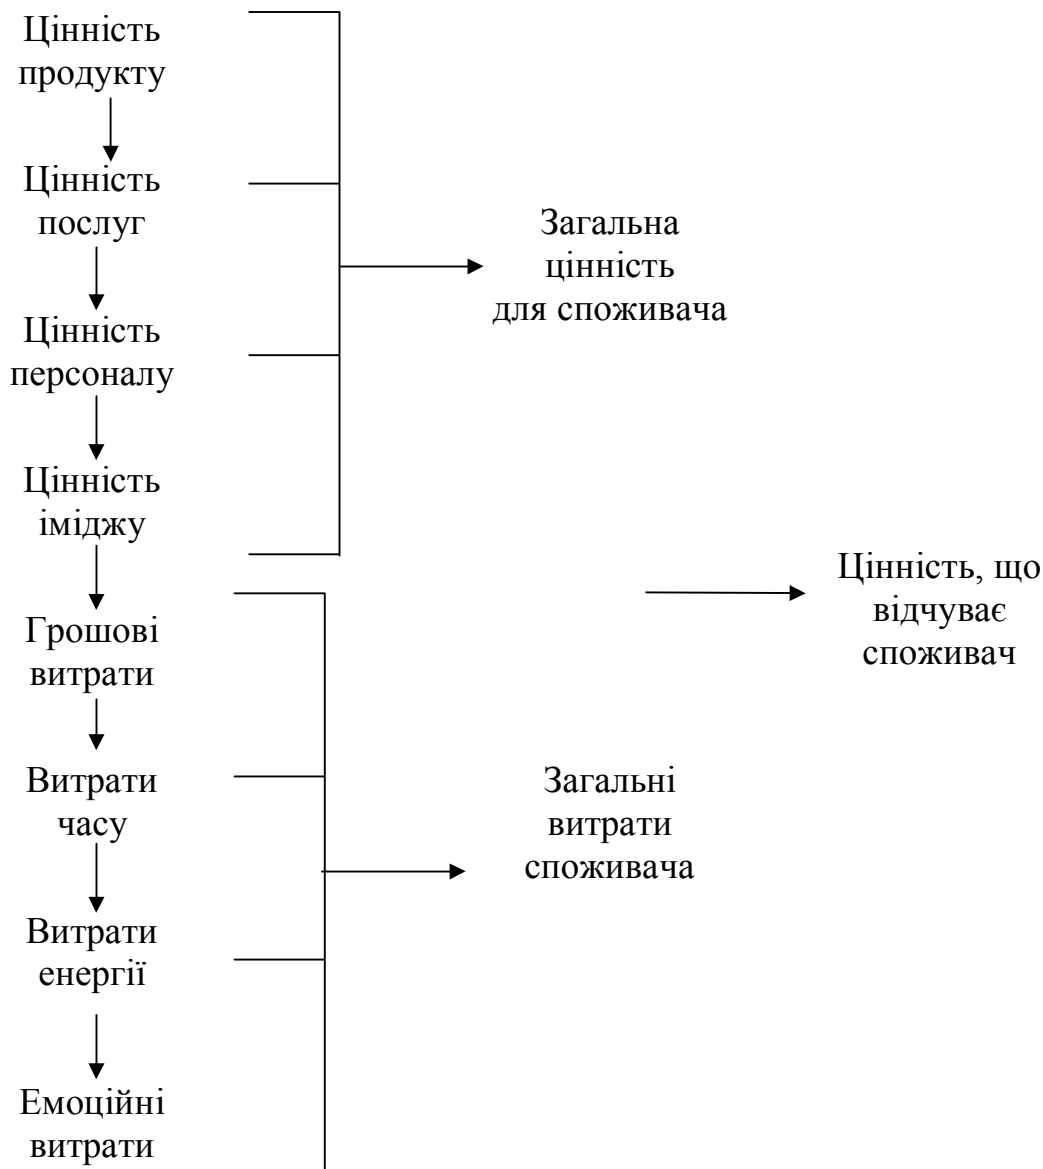 Цінність
продукту
Цінність
послуг
Цінність
персоналу
Цінність
іміджу
Грошові
витрати
Витрати
часу
Витрати
енергії
Емоційні
витрати
Загальна
цінність
для споживача
Загальні
витрати
споживача
Цінність, що
відчуває
споживач